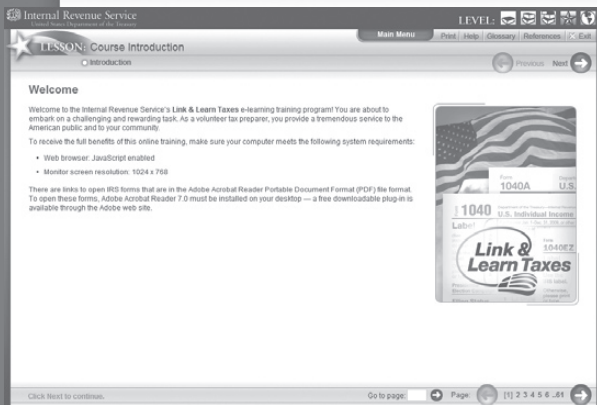 Internal Revenue Service
United States Department of the Treasury
LEVEL:
Main Menu
Print | Help | Glossary | References | Exit
LESSON: Course Introduction
Introduction
Previous Next
Welcome
Welcome to the Internal Revenue Service's Link & Learn Taxes e-learning training program! You are about to
embark on a challenging and rewarding task. As a volunteer tax preparer, you provide a tremendous service to the
American public and to your community.
To receive the full benefits of this online training, make sure your computer meets the following system requirements:
• Web browser: JavaScript enabled
• Monitor screen resolution: 1024 x 768
There are links to open IRS forms that are in the Adobe Acrobat Reader Portable Document Format (PDF) file format.
To open these forms, Adobe Acrobat Reader 7.0 must be installed on your desktop — a free downloadable plug-in is
available through the Adobe web site.
Form
1040A
U.S.
1040
U.S. Individual Income
Label
1040EZ
Link &
Learn Taxes
Click Next to continue.
Go to page:
Page:
[1] 2 3 4 5 6 ..61